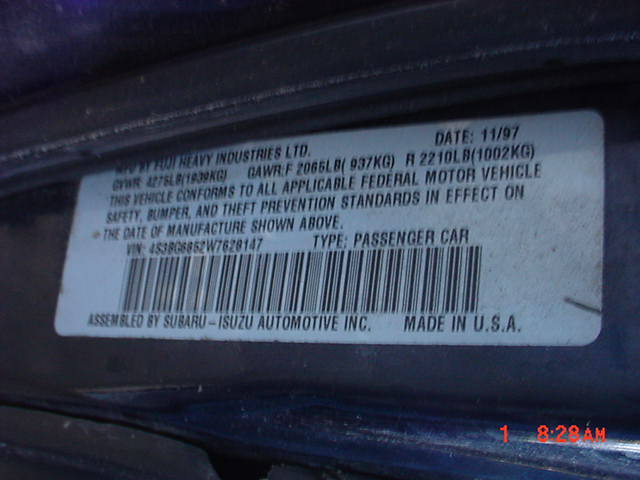 MFD BY FUJI HEAVY INDUSTRIES LTD. DATE: 11/97
GVWR: 4275LB(1939KG) GAWR:F 2065LB( 937KG) R 2210LB(1002KG)
THIS VEHICLE CONFORMS TO ALL APPLICABLE FEDERAL MOTOR VEHICLE
SAFETY, BUMPER, AND THEFT PREVENTION STANDARDS IN EFFECT ON
THE DATE OF MANUFACTURE SHOWN ABOVE.
VIN: 4S3BG6852W7628147 TYPE: PASSENGER CAR
ASSEMBLED BY SUBARU-ISUZU AUTOMOTIVE INC. MADE IN U.S.A.
1 8:28AM